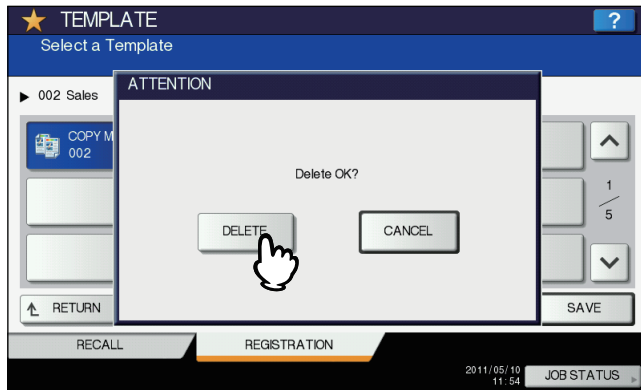 TEMPLATE
?
Select a Template
ATTENTION
002 Sales
COPY M
002
Delete OK?
1
5
DELETE
CANCEL
RETURN
SAVE
RECALL
REGISTRATION
2011/05/10
11:54
JOB STATUS